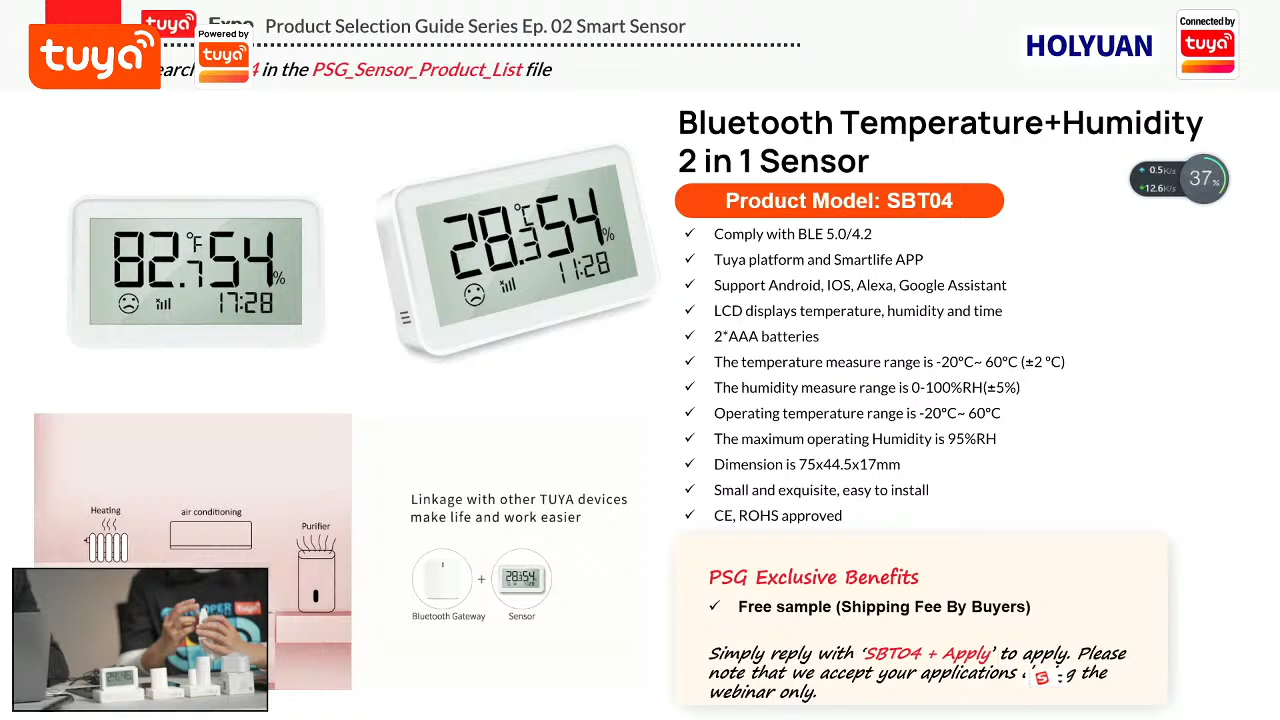 tuya
tuya
Expo
Product Selection Guide Series Ep. 02 Smart Sensor
Powered by
tuya
4 in the PSG_Sensor_Product_List file
HOLYUAN
Connected by
tuya
Bluetooth Temperature+Humidity
2 in 1 Sensor
0.5K/s
12.6K/s
37%
Product Model: SBT04
✓ Comply with BLE 5.0/4.2
✓ Tuya platform and Smartlife APP
✓ Support Android, IOS, Alexa, Google Assistant
✓ LCD displays temperature, humidity and time
✓ 2*AAA batteries
✓ The temperature measure range is -20ºC~ 60ºC (±2 ºC)
✓ The humidity measure range is 0-100%RH(±5%)
✓ Operating temperature range is -20ºC~ 60ºC
✓ The maximum operating Humidity is 95%RH
✓ Dimension is 75x44.5x17mm
✓ Small and exquisite, easy to install
✓ CE, ROHS approved
82.7 °F 54 %
17:28
28.3 °C 54 %
11:28
Heating
air conditioning
Purifier
Linkage with other TUYA devices
make life and work easier
+
Bluetooth Gateway
Sensor
PSG Exclusive Benefits
✓ Free sample (Shipping Fee By Buyers)
Simply reply with ‘SBT04 + Apply’ to apply. Please
note that we accept your applications the
webinar only.